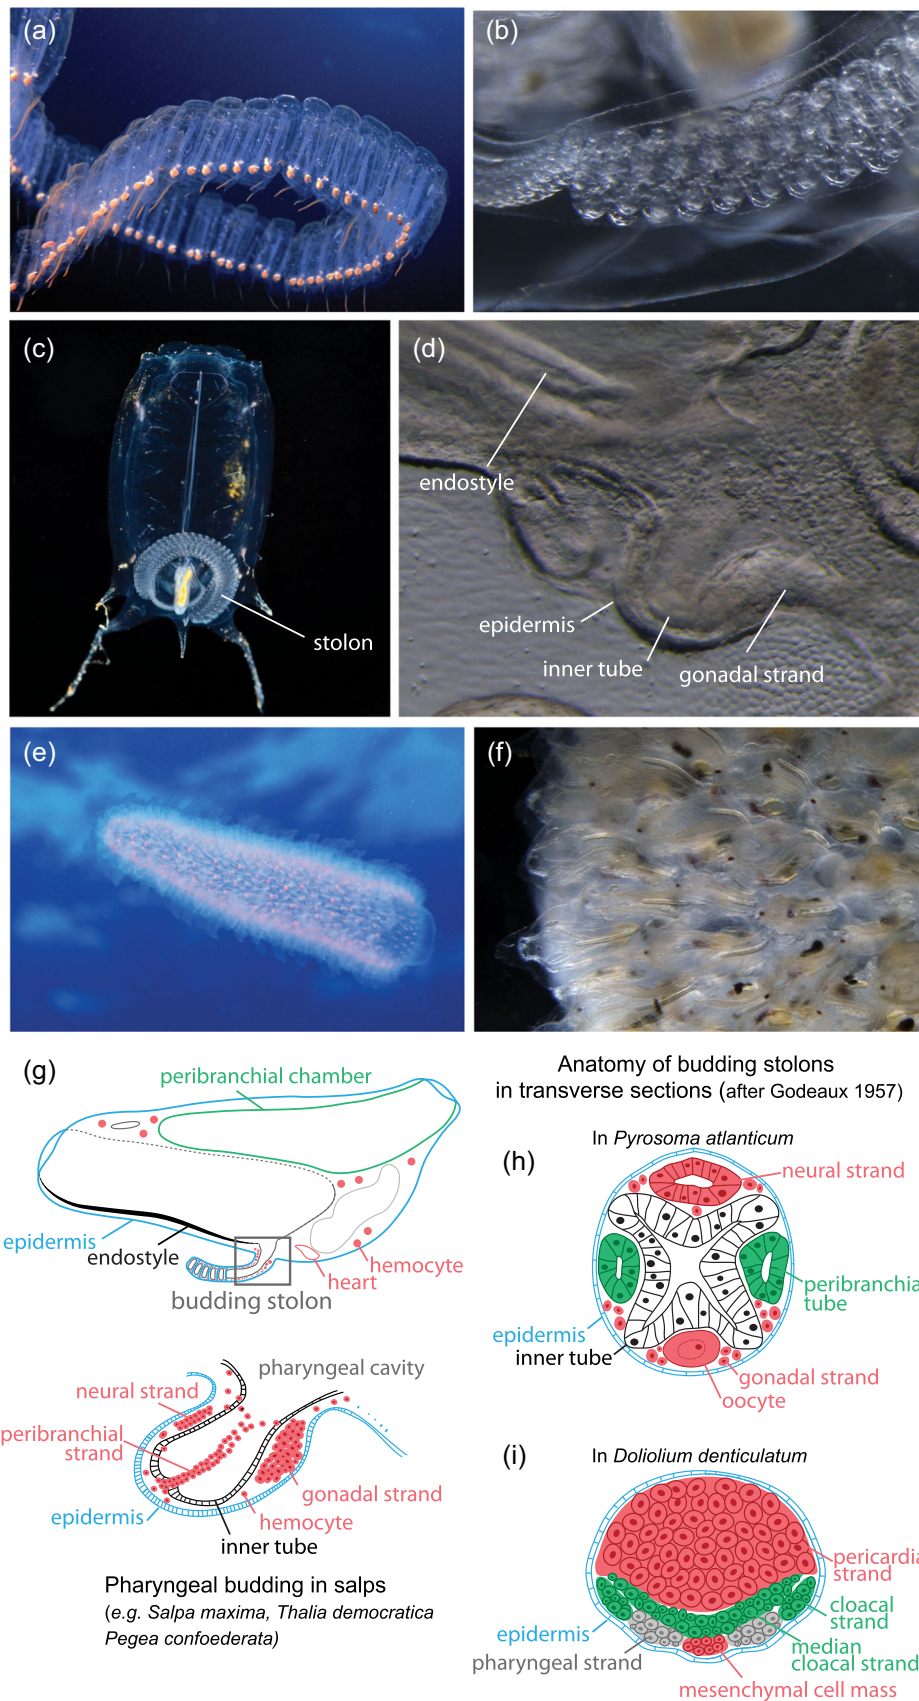 (a)
(b)
(c)
stolon
(d)
endostyle
epidermis
inner tube
gonadal strand
(e)
(f)
(g)
peribranchial chamber
epidermis
endostyle
hemocyte
heart
budding stolon
pharyngeal cavity
neural strand
peribranchial
strand
gonadal strand
epidermis
hemocyte
inner tube
Pharyngeal budding in salps
(e.g. Salpa maxima, Thalia democratica
Pegea confoederata)
Anatomy of budding stolons
in transverse sections (after Godeaux 1957)
In Pyrosoma atlanticum
(h)
neural strand
peribranchia
tube
epidermis
inner tube
gonadal strand
oocyte
(i)
In Doliolium denticulatum
pericardia
strand
cloacal
strand
epidermis
median
cloacal strand
pharyngeal strand
mesenchymal cell mass